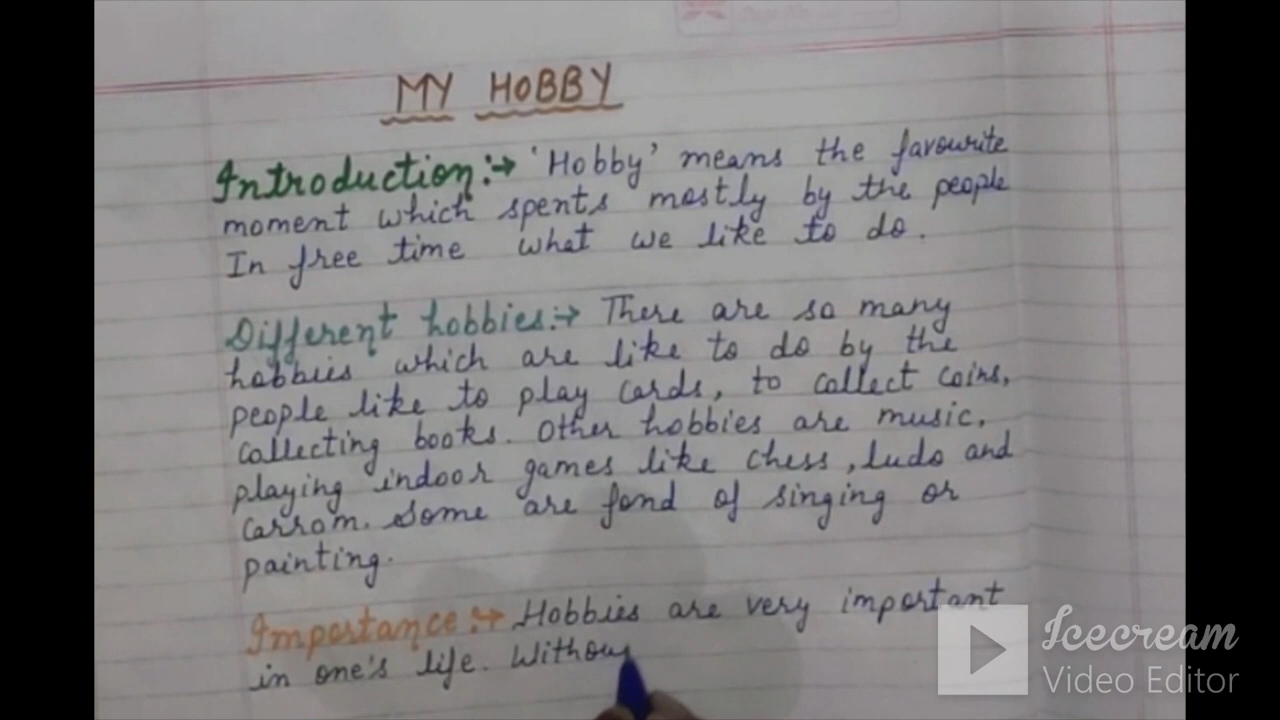 MY HOBBY
Introduction:→ 'Hobby' means the favourite
moment which spents mostly by the people
In free time what we like to do.
Different hobbies:→ There are so many
hobbies which are like to do by the
people like to play cards, to collect coins,
collecting books. Other hobbies are music,
playing indoor games like chess, ludo and
carrom. Some are fond of singing or
painting.
Importance:→ Hobbies are very important
in one's life. Withou
Icecream
Video Editor